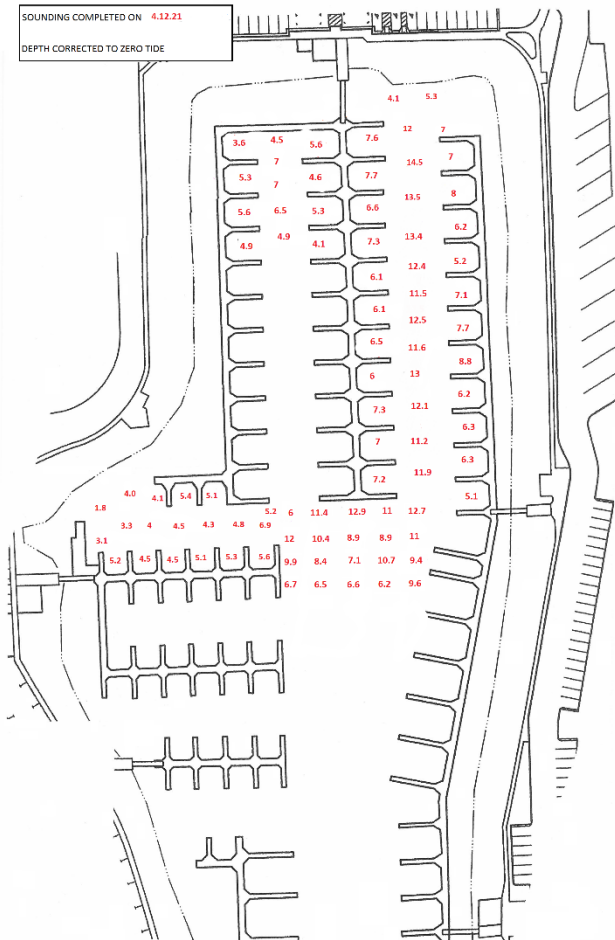 SOUNDING COMPLETED ON 4.12.21
DEPTH CORRECTED TO ZERO TIDE
4.1 5.3
12 7
3.6 4.5 5.6 7.6
7 14.5 7
5.3 7 4.6 7.7
13.5 8
5.6 6.5 5.3 6.6
4.9 13.4 6.2
4.9 4.1 7.3
12.4 5.2
6.1
11.5 7.1
6.1
12.5 7.7
6.5 11.6
8.8
6 13
6.2
7.3 12.1
6.3
7 11.2
6.3
7.2 11.9
4.0 4.1 5.4 5.1 5.1
1.8 5.2 6 11.4 12.9 11 12.7
3.3 4 4.5 4.3 4.8 6.9
3.1 12 10.4 8.9 8.9 11
5.2 4.5 4.5 5.1 5.3 5.6 9.9 8.4 7.1 10.7 9.4
6.7 6.5 6.6 6.2 9.6